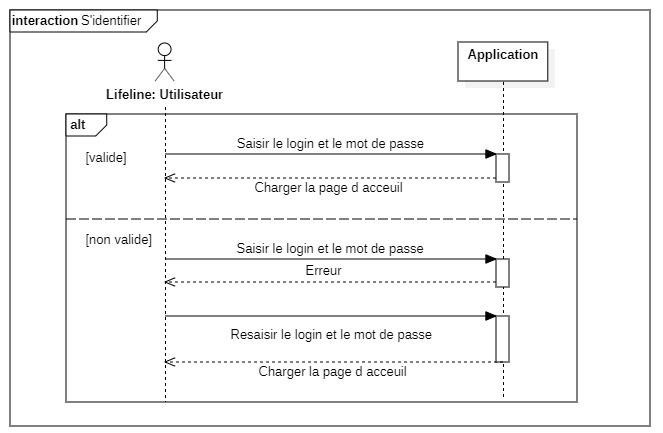 interaction S'identifier
Application
Lifeline: Utilisateur
alt
Saisir le login et le mot de passe
[valide]
Charger la page d acceuil
[non valide]
Saisir le login et le mot de passe
Erreur
Resaisir le login et le mot de passe
Charger la page d acceuil